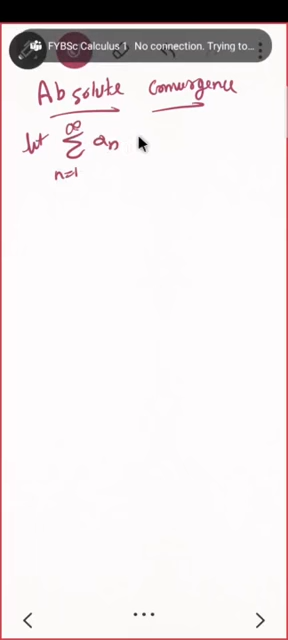 FYBSc Calculus 1 No connection. Trying to...
Absolute Convergence
let ∞∑n=1 an